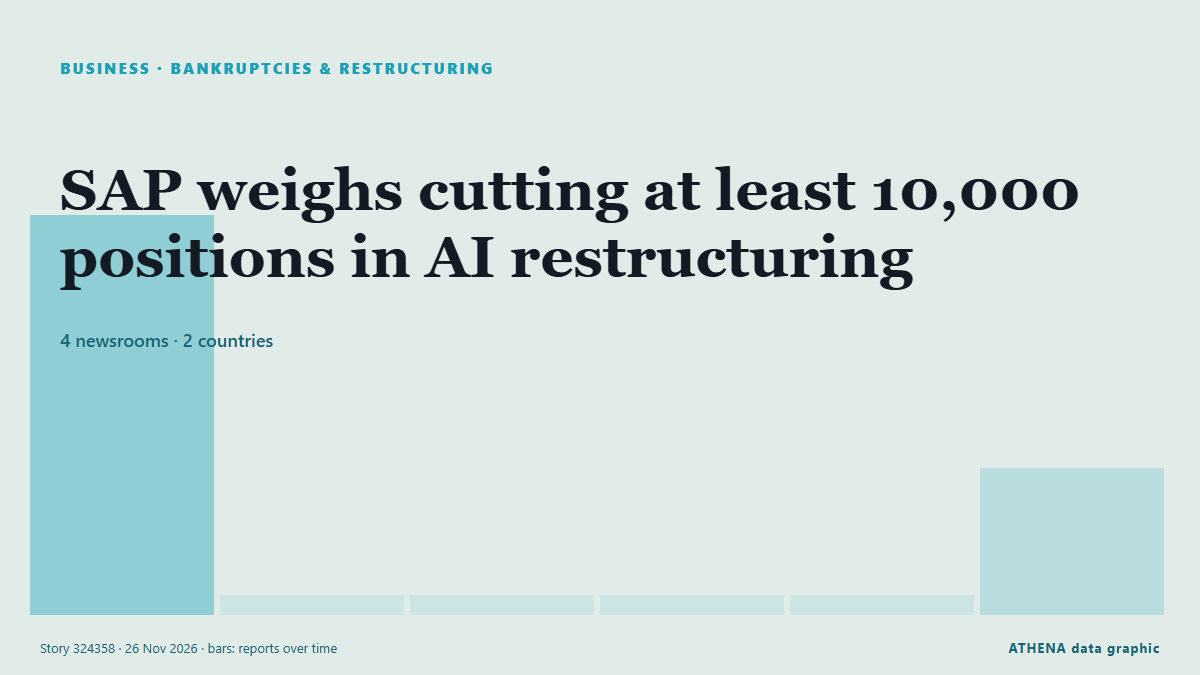 BUSINESS · BANKRUPTCIES & RESTRUCTURING
SAP weighs cutting at least 10,000
positions in AI restructuring
4 newsrooms · 2 countries
Story 324358 · 26 Nov 2026 · bars: reports over time
ATHENA data graphic